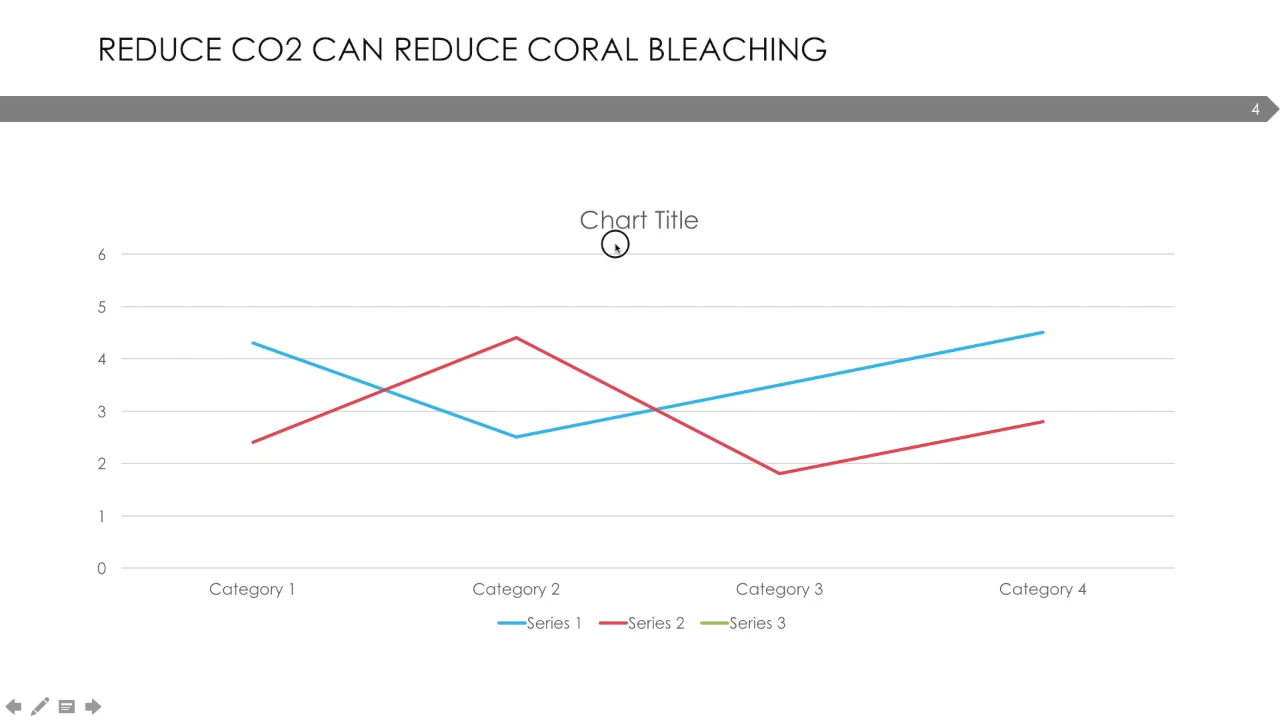 REDUCE CO2 CAN REDUCE CORAL BLEACHING
4
Chart Title
6
5
4
3
2
1
0
Category 1 Category 2 Category 3 Category 4
Series 1 Series 2 Series 3